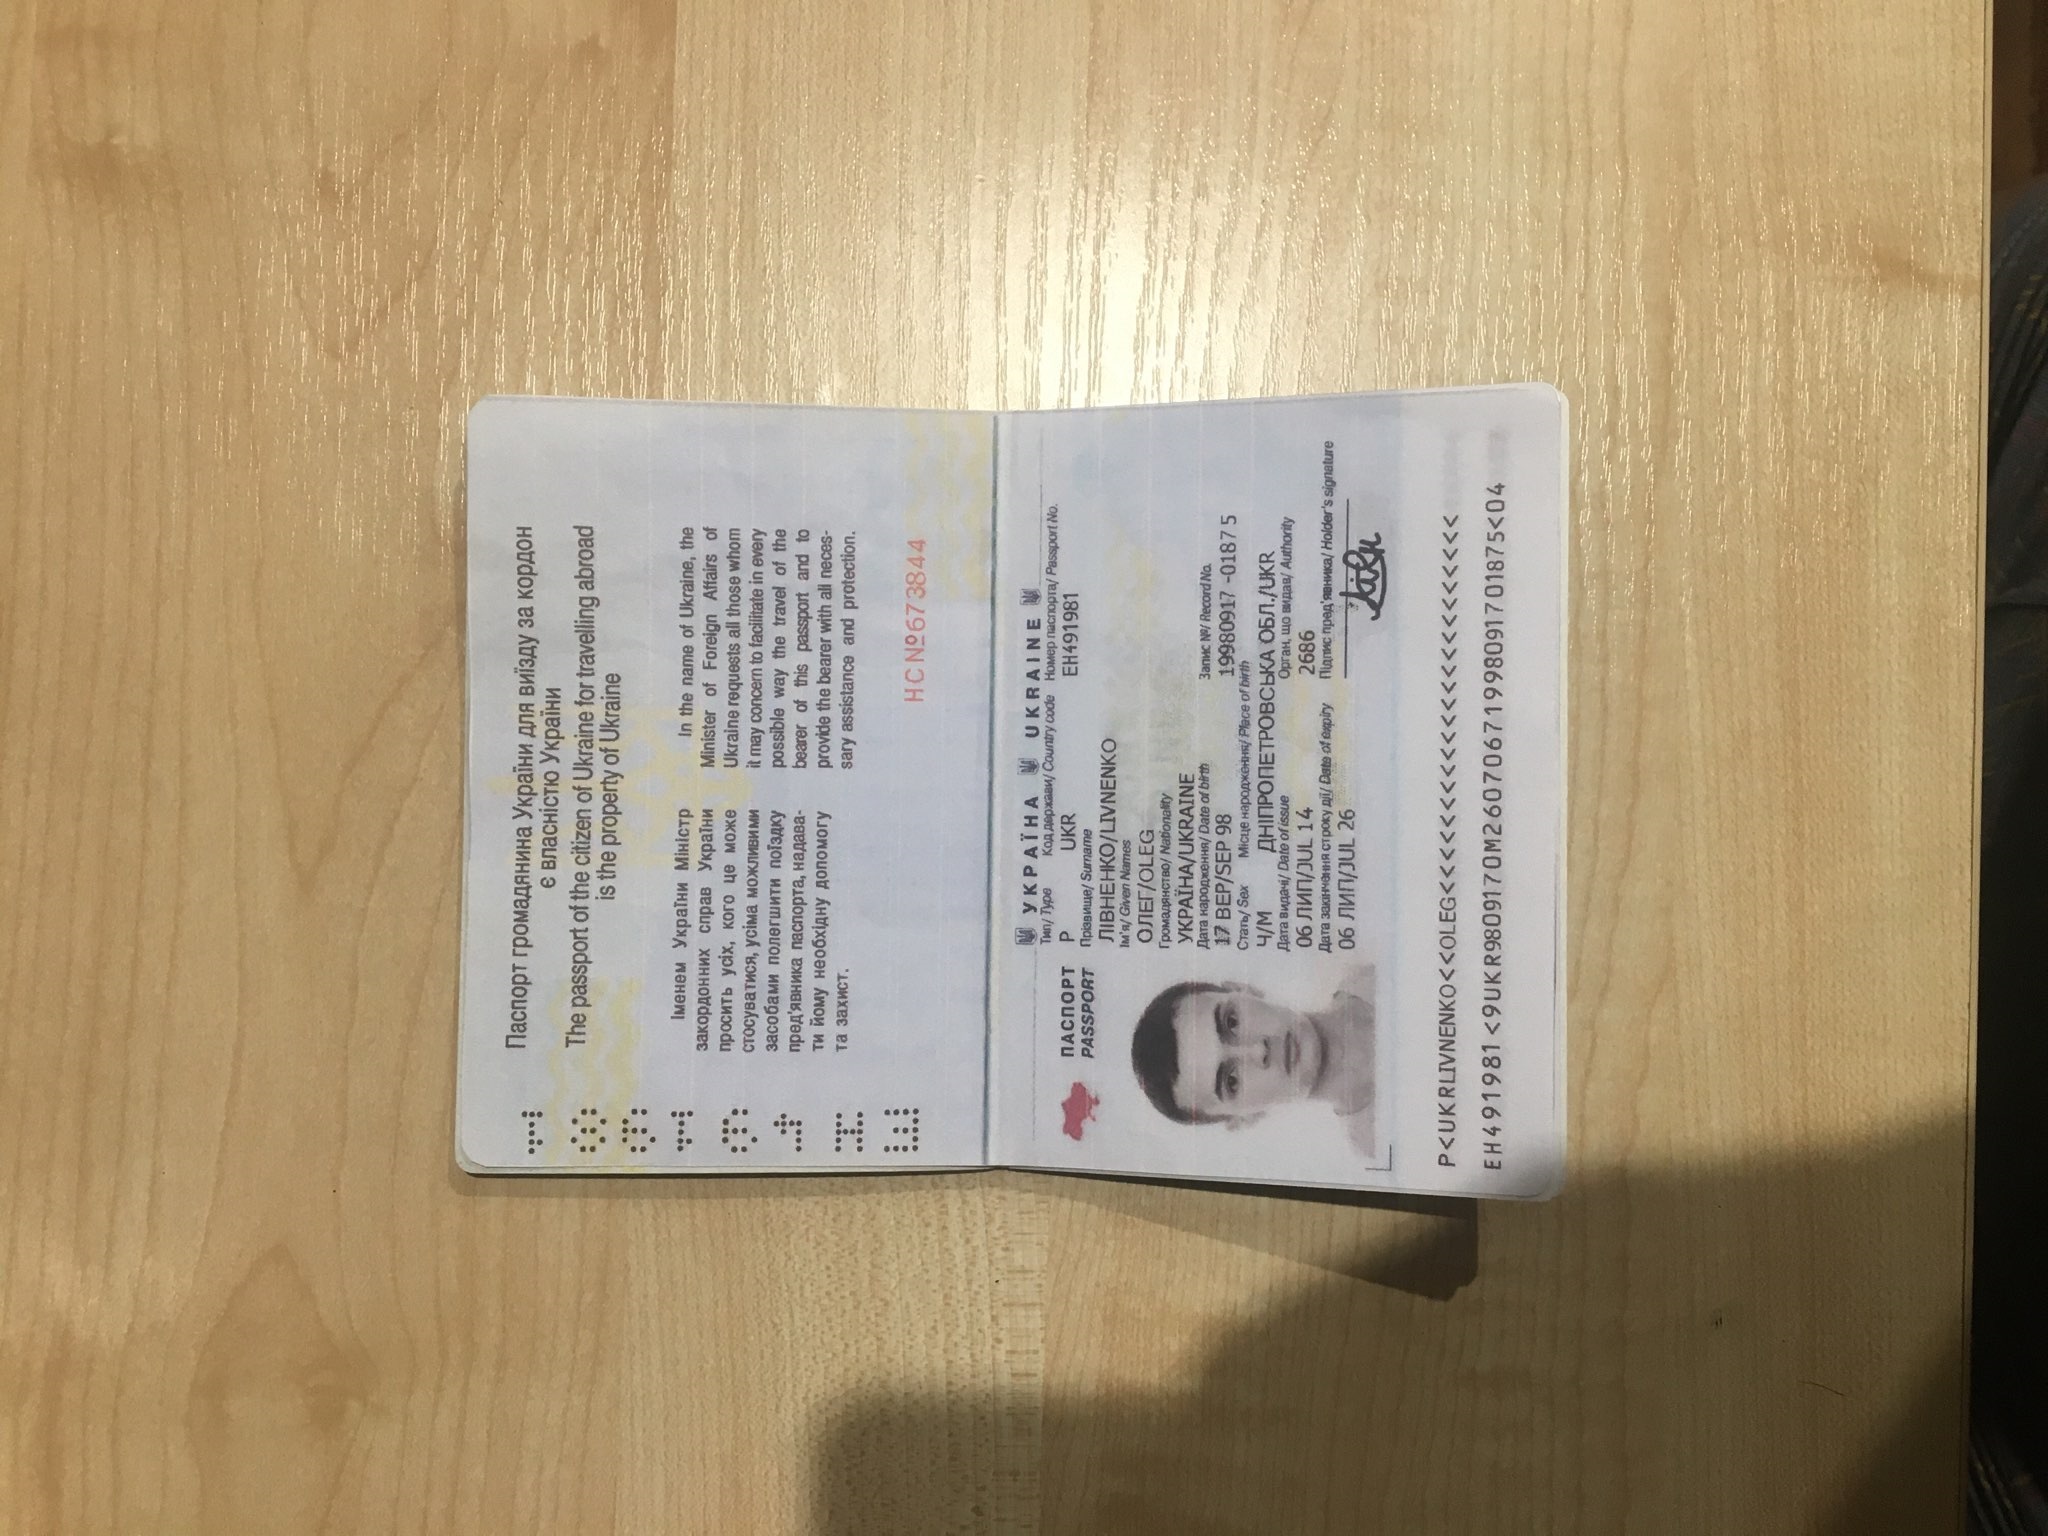 EH491981
Паспорт громадянина України для виїзду за кордон
є власністю України
The passport of the citizen of Ukraine for travelling abroad
is the property of Ukraine
Іменем України Міністр
закордонних справ України
просить усіх, кого це може
стосуватися, усіма можливими
засобами полегшити поїздку
пред'явника паспорта, надава-
ти йому необхідну допомогу
та захист.
In the name of Ukraine, the
Minister of Foreign Affairs of
Ukraine requests all those whom
it may concern to facilitate in every
possible way the travel of the
bearer of this passport and to
provide the bearer with all neces-
sary assistance and protection.
НС№673844
УКРАЇНА UKRAINE
ПАСПОРТ
PASSPORT
Тип/ Type Код держави/ Country code Номер паспорта/ Passport No.
P UKR EH491981
Прізвище/ Surname
ЛІВНЕНКО/LIVNENKO
Ім'я/ Given Names
ОЛЕГ/OLEG
Громадянство/ Nationality
УКРАЇНА/UKRAINE
Дата народження/ Date of birth Запис №/ Record No.
17 ВЕР/SEP 98 19980917-01875
Стать/ Sex Місце народження/ Place of birth
Ч/M ДНІПРОПЕТРОВСЬКА ОБЛ./UKR
Дата видачі/ Date of issue Орган, що видав/ Authority
06 ЛИП/JUL 14 2686
Дата закінчення строку дії/ Date of expiry Підпис пред'явника/ Holder's signature
06 ЛИП/JUL 26
P<UKRLIVNENKO<<OLEG<<<<<<<<<<<<<<<<<<<<<<<
EH491981<9UKR9809170M26070671998091701875<04